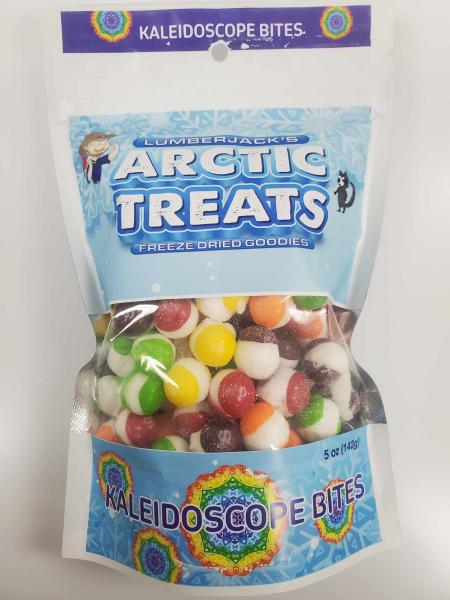 KALEIDOSCOPE BITES
LUMBERJACK'S
ARCTIC
TREATS
FREEZE DRIED GOODIES
5 oz (142g)
KALEIDOSCOPE BITES